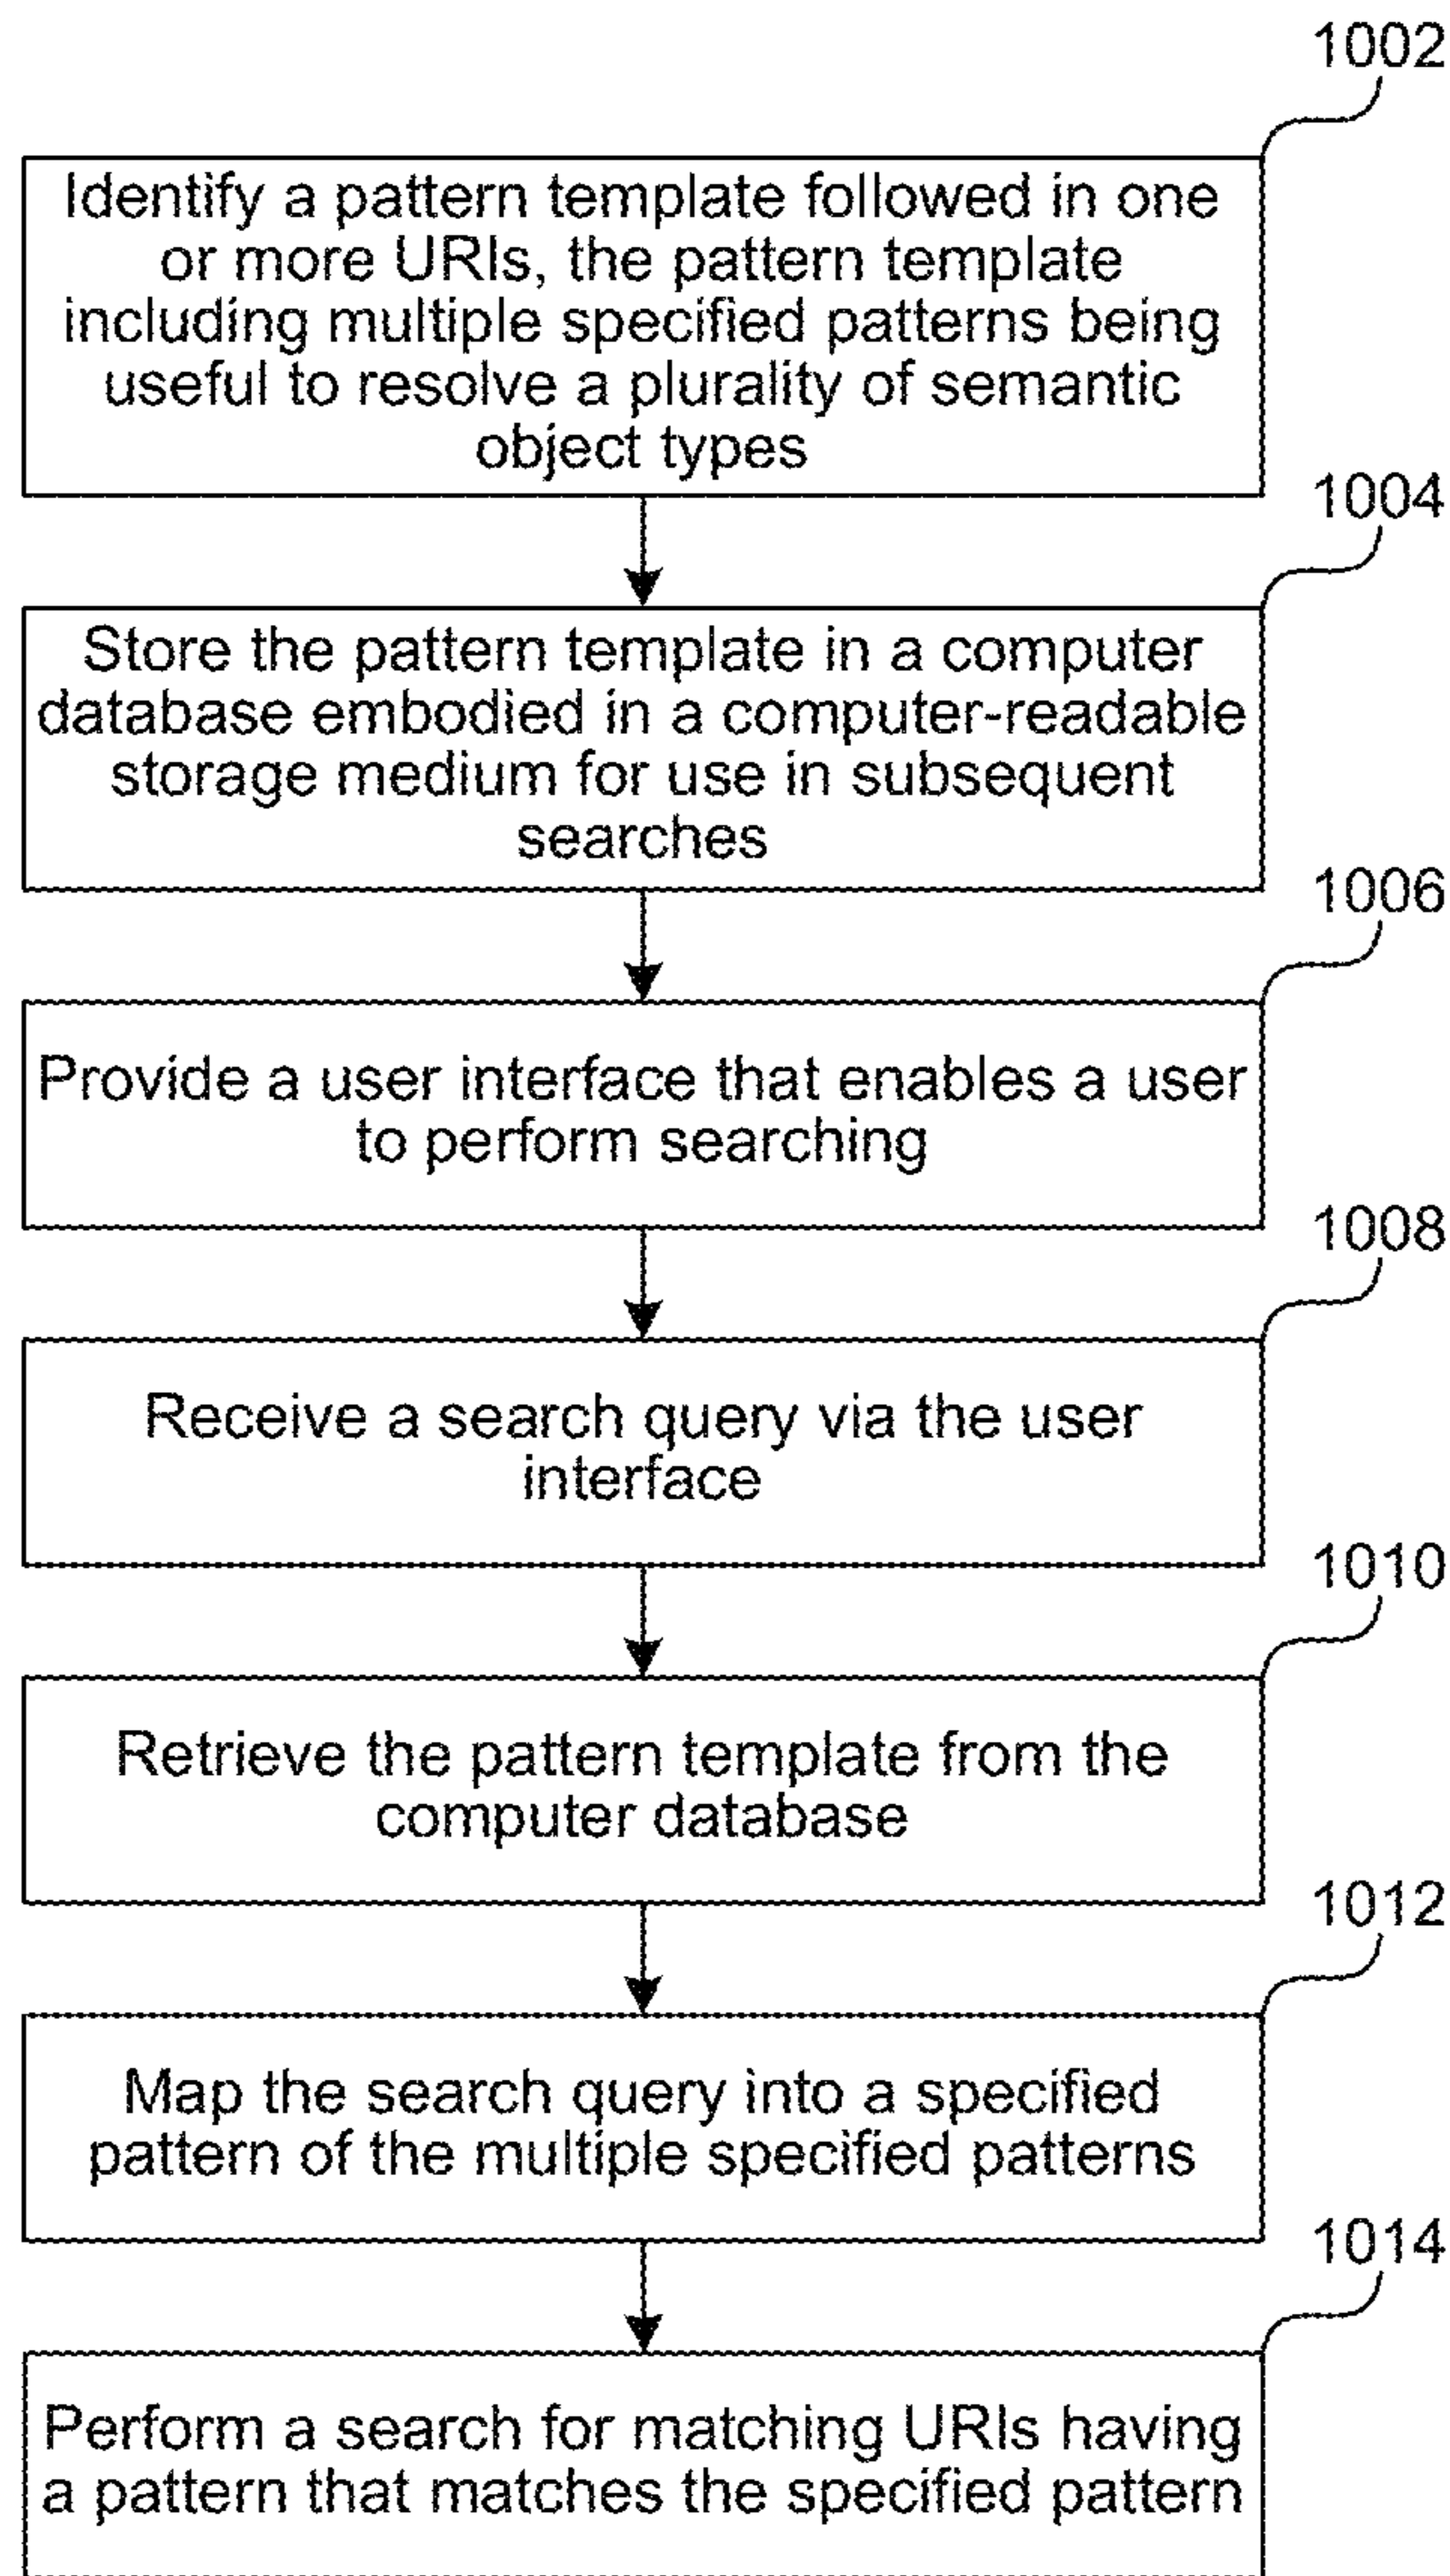 1002
Identify a pattern template followed in one
or more URIs, the pattern template
including multiple specified patterns being
useful to resolve a plurality of semantic
object types
1004
Store the pattern template in a computer
database embodied in a computer-readable
storage medium for use in subsequent
searches
1006
Provide a user interface that enables a user
to perform searching
1008
Receive a search query via the user
interface
1010
Retrieve the pattern template from the
computer database
1012
Map the search query into a specified
pattern of the multiple specified patterns
1014
Perform a search for matching URIs having
a pattern that matches the specified pattern